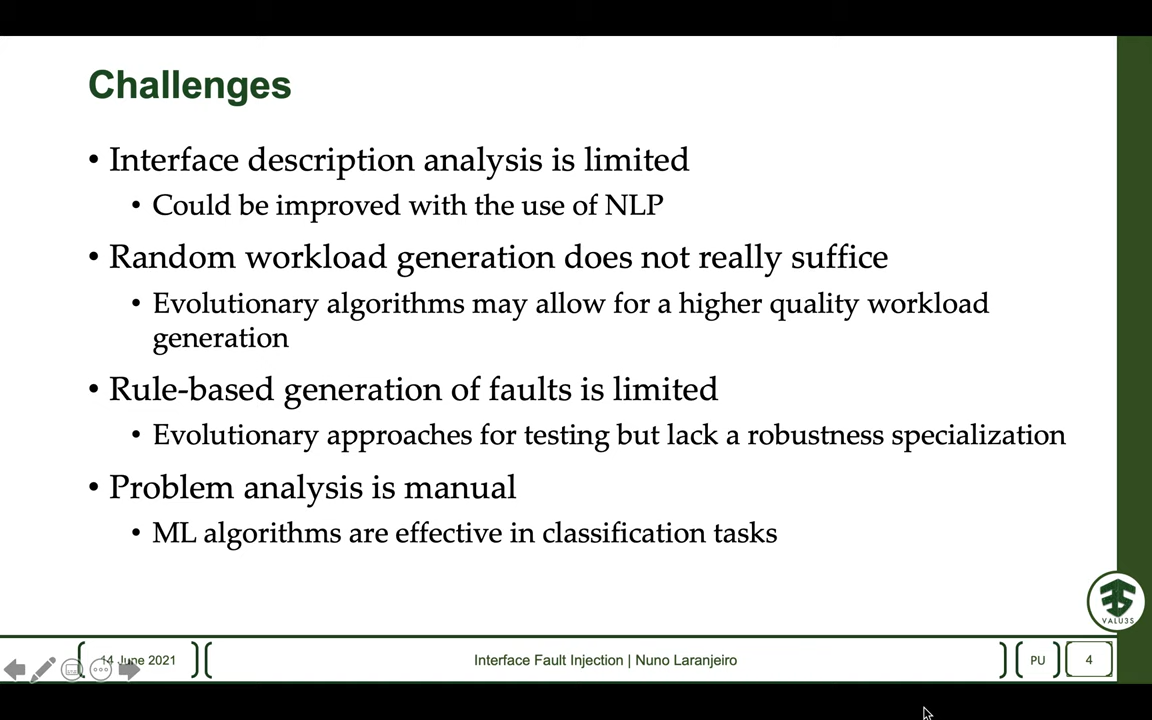 Challenges
• Interface description analysis is limited
• Could be improved with the use of NLP
• Random workload generation does not really suffice
• Evolutionary algorithms may allow for a higher quality workload
generation
• Rule-based generation of faults is limited
• Evolutionary approaches for testing but lack a robustness specialization
• Problem analysis is manual
• ML algorithms are effective in classification tasks
VALU3S
14 June 2021
Interface Fault Injection | Nuno Laranjeiro
PU
4